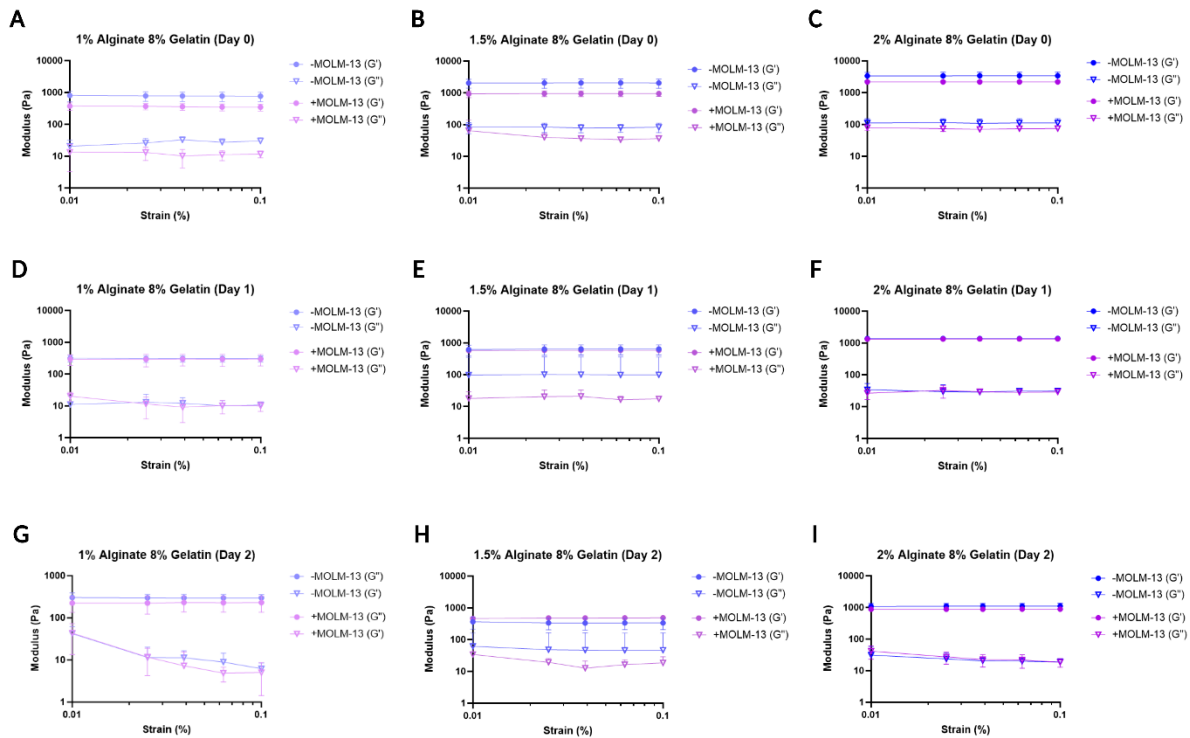 A
1% Alginate 8% Gelatin (Day 0)
Modulus (Pa)
10000
1000
100
10
1
0.01
0.1
Strain (%)
-MOLM-13 (G')
-MOLM-13 (G")
+MOLM-13 (G')
+MOLM-13 (G")
B
1.5% Alginate 8% Gelatin (Day 0)
Modulus (Pa)
10000
1000
100
10
1
0.01
0.1
Strain (%)
-MOLM-13 (G')
-MOLM-13 (G")
+MOLM-13 (G')
+MOLM-13 (G")
C
2% Alginate 8% Gelatin (Day 0)
Modulus (Pa)
10000
1000
100
10
1
0.01
0.1
Strain (%)
-MOLM-13 (G')
-MOLM-13 (G")
+MOLM-13 (G')
+MOLM-13 (G")
D
1% Alginate 8% Gelatin (Day 1)
Modulus (Pa)
10000
1000
100
10
1
0.01
0.1
Strain (%)
-MOLM-13 (G')
-MOLM-13 (G")
+MOLM-13 (G')
+MOLM-13 (G")
E
1.5% Alginate 8% Gelatin (Day 1)
Modulus (Pa)
10000
1000
100
10
1
0.01
0.1
Strain (%)
-MOLM-13 (G')
-MOLM-13 (G")
+MOLM-13 (G')
+MOLM-13 (G")
F
2% Alginate 8% Gelatin (Day 1)
Modulus (Pa)
10000
1000
100
10
1
0.01
0.1
Strain (%)
-MOLM-13 (G')
-MOLM-13 (G")
+MOLM-13 (G')
+MOLM-13 (G")
G
1% Alginate 8% Gelatin (Day 2)
Modulus (Pa)
1000
100
10
1
0.01
0.1
Strain (%)
-MOLM-13 (G")
-MOLM-13 (G')
+MOLM-13 (G")
+MOLM-13 (G')
H
1.5% Alginate 8% Gelatin (Day 2)
Modulus (Pa)
10000
1000
100
10
1
0.01
0.1
Strain (%)
-MOLM-13 (G')
-MOLM-13 (G")
+MOLM-13 (G')
+MOLM-13 (G")
I
2% Alginate 8% Gelatin (Day 2)
Modulus (Pa)
10000
1000
100
10
1
0.01
0.1
Strain (%)
-MOLM-13 (G')
-MOLM-13 (G")
+MOLM-13 (G')
+MOLM-13 (G")